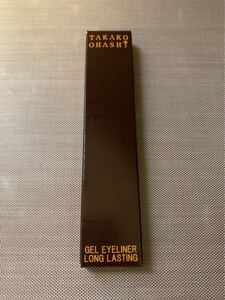 TAKAKO
OHASHI
GEL EYELINER
LONG LASTING